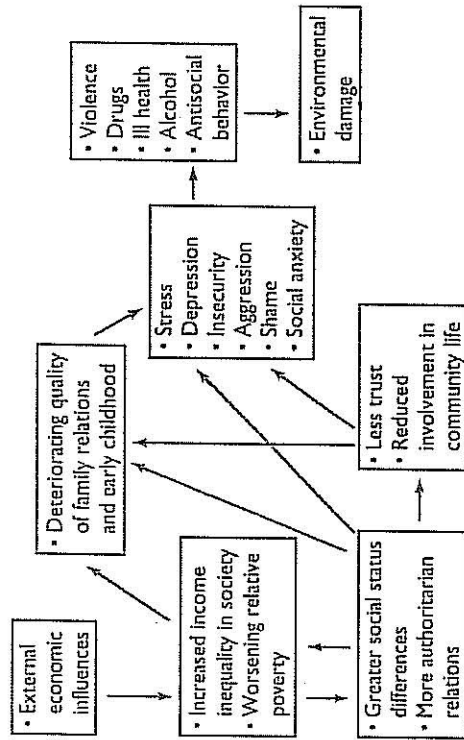 • External
economic
influences
• Increased income
inequality in society
• Worsening relative
poverty
• Greater social status
differences
• More authoritarian
relations
• Deteriorating quality
of family relations
and early childhood
• Less trust
• Reduced
involvement in
community life
• Stress
• Depression
• Insecurity
• Aggression
• Shame
• Social anxiety
• Violence
• Drugs
• Ill health
• Alcohol
• Antisocial
behavior
• Environmental
damage